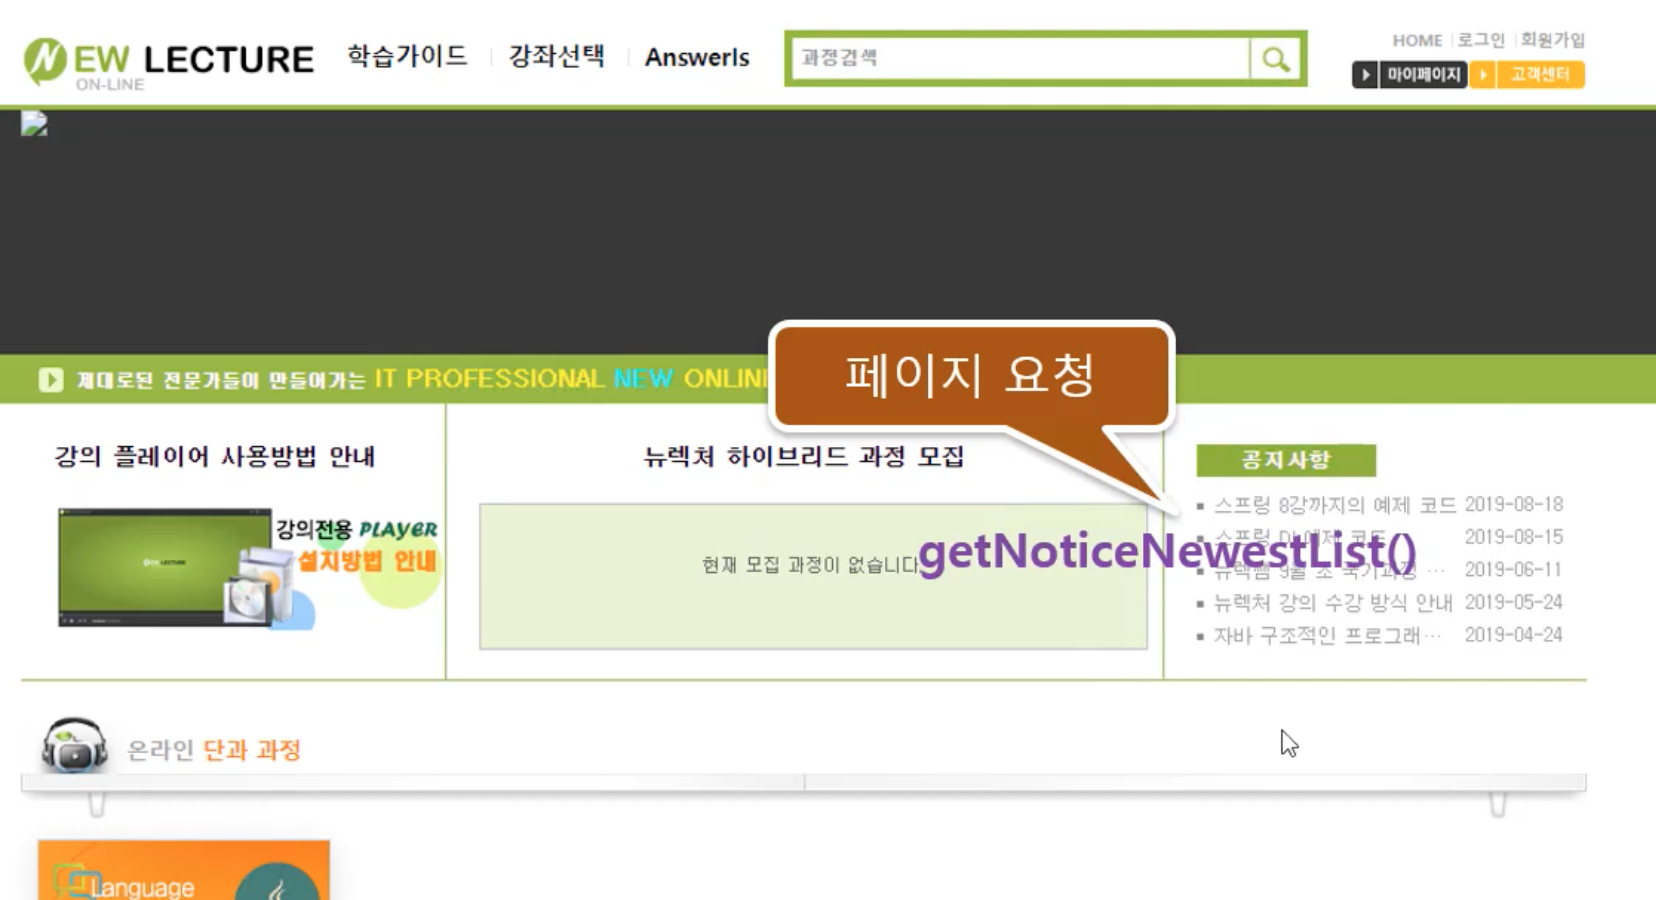 NEW LECTURE
ON-LINE
학습가이드
강좌선택
AnswerIs
과정검색
HOME 로그인 회원가입
마이페이지
고객센터
제대로된 전문가들이 만들어가는 IT PROFESSIONAL NEW ONLINE
페이지 요청
강의 플레이어 사용방법 안내
강의전용 PLAYER
설치방법 안내
뉴렉처 하이브리드 과정 모집
현재 모집 과정이 없습니다.
getNoticeNewestList()
공지사항
스프링 8강까지의 예제 코드 2019-08-18
스프링 DI 예제 코드 2019-08-15
뉴렉쌤 9월 초 국기과정 ... 2019-06-11
뉴렉처 강의 수강 방식 안내 2019-05-24
자바 구조적인 프로그래... 2019-04-24
온라인 단과 과정
Language